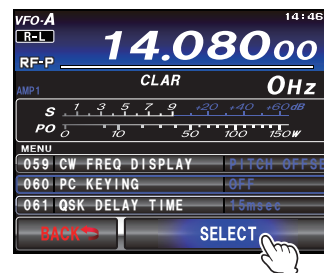 VFO-A 14:46
R-L
14.08000
RF-P
CLAR 0Hz
AMP1
S 1 3 5 7 9 +20 +40 +60dB
PO 0 10 50 100 150W
MENU
059 CW FREQ DISPLAY PITCH OFFSE
060 PC KEYING OFF
061 QSK DELAY TIME 15msec
BACK SELECT